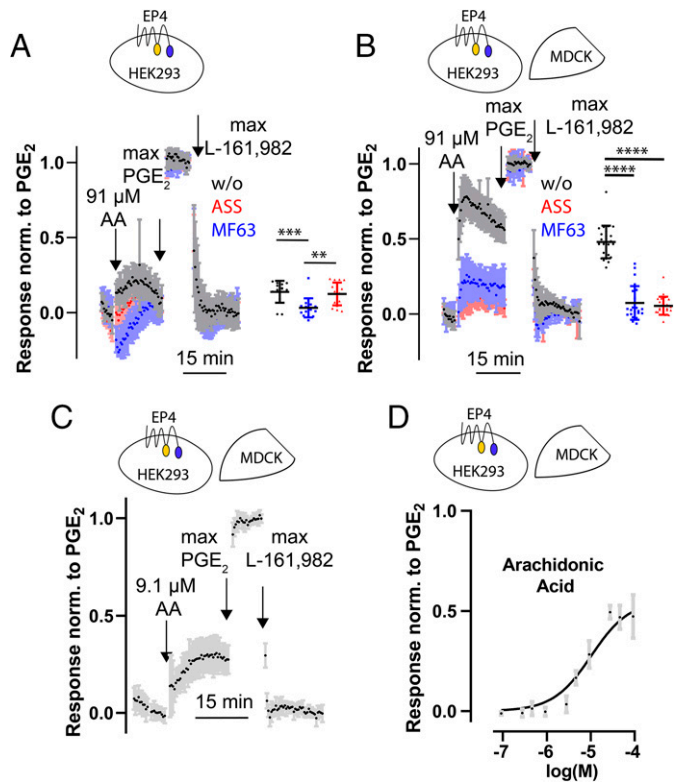 A
EP4
HEK293
Response norm. to PGE2
1.0
0.5
0.0
91 µM
AA
max
PGE2
max
L-161,982
w/o
ASS
MF63
***
**
15 min
B
EP4
HEK293
MDCK
Response norm. to PGE2
1.0
0.5
0.0
91 µM
AA
max
PGE2
max
L-161,982
w/o
ASS
MF63
****
****
15 min
C
EP4
HEK293
MDCK
Response norm. to PGE2
1.0
0.5
0.0
9.1 µM
AA
max
PGE2
max
L-161,982
15 min
D
EP4
HEK293
MDCK
Response norm. to PGE2
1.0
0.5
0.0
Arachidonic
Acid
-7 -6 -5 -4
log(M)